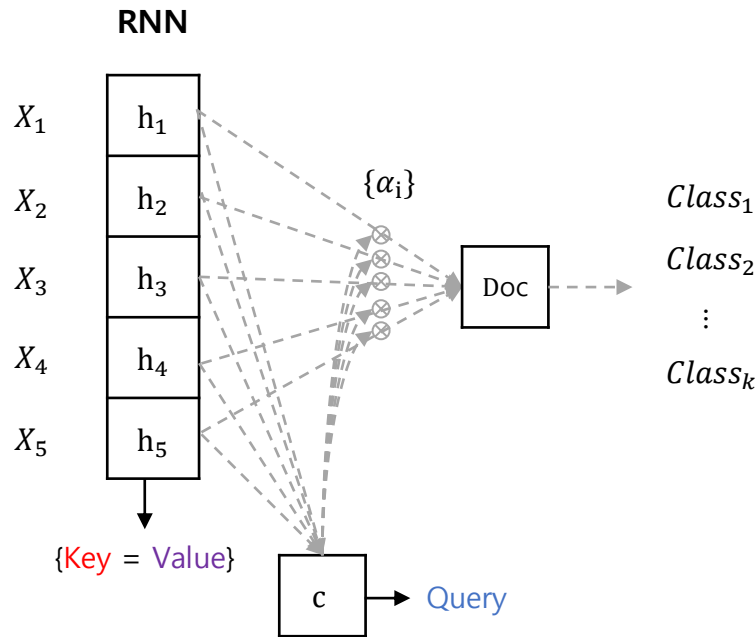 RNN
X₁ h₁
{αᵢ}
X₂ h₂ Class₁
X₃ h₃ Doc Class₂
⋮
X₄ h₄ Classₖ
X₅ h₅
{Key = Value}
c Query